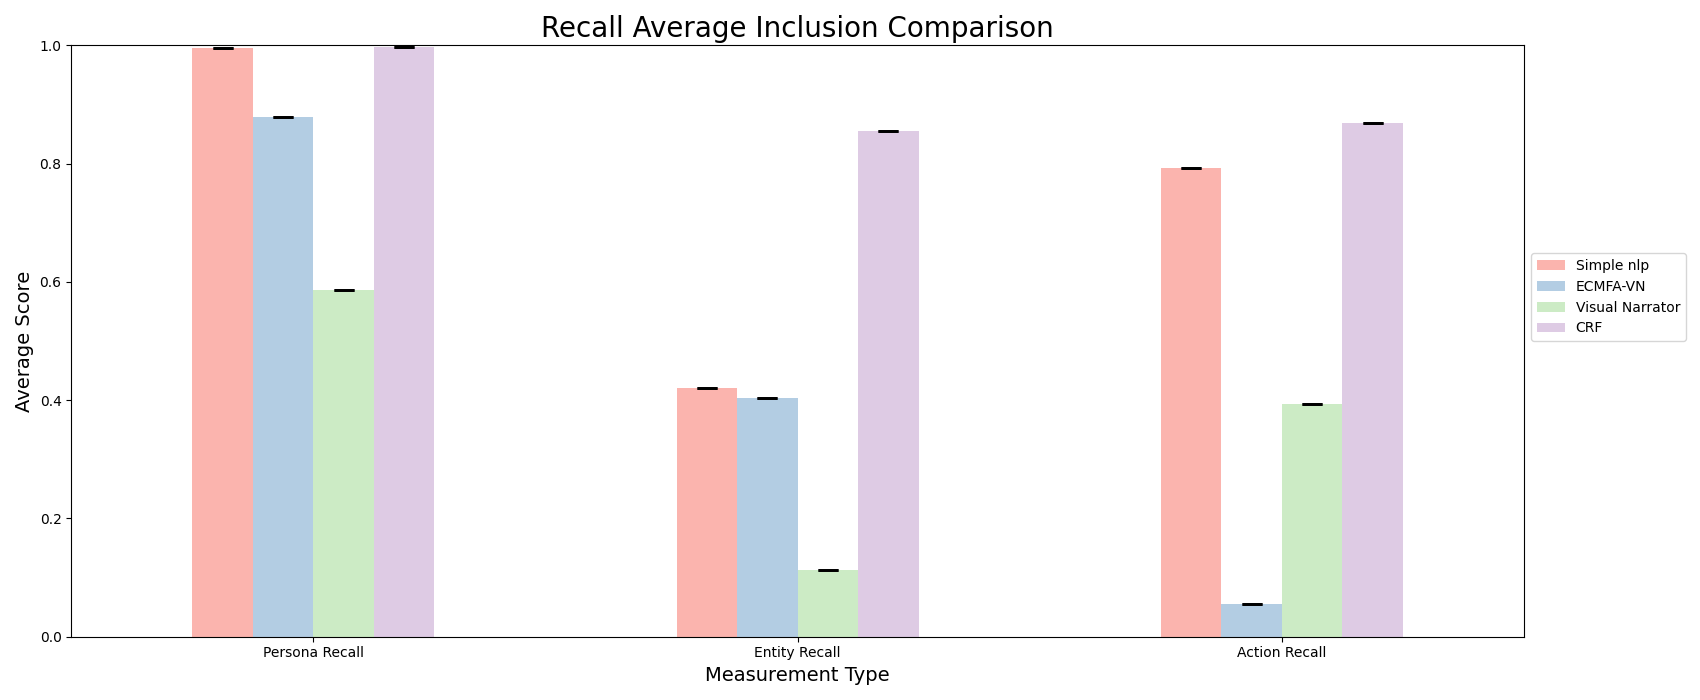 Recall Average Inclusion Comparison
1.0
0.8
0.6
0.4
0.2
0.0
Average Score
Persona Recall
Entity Recall
Action Recall
Measurement Type
Simple nlp
ECMFA-VN
Visual Narrator
CRF